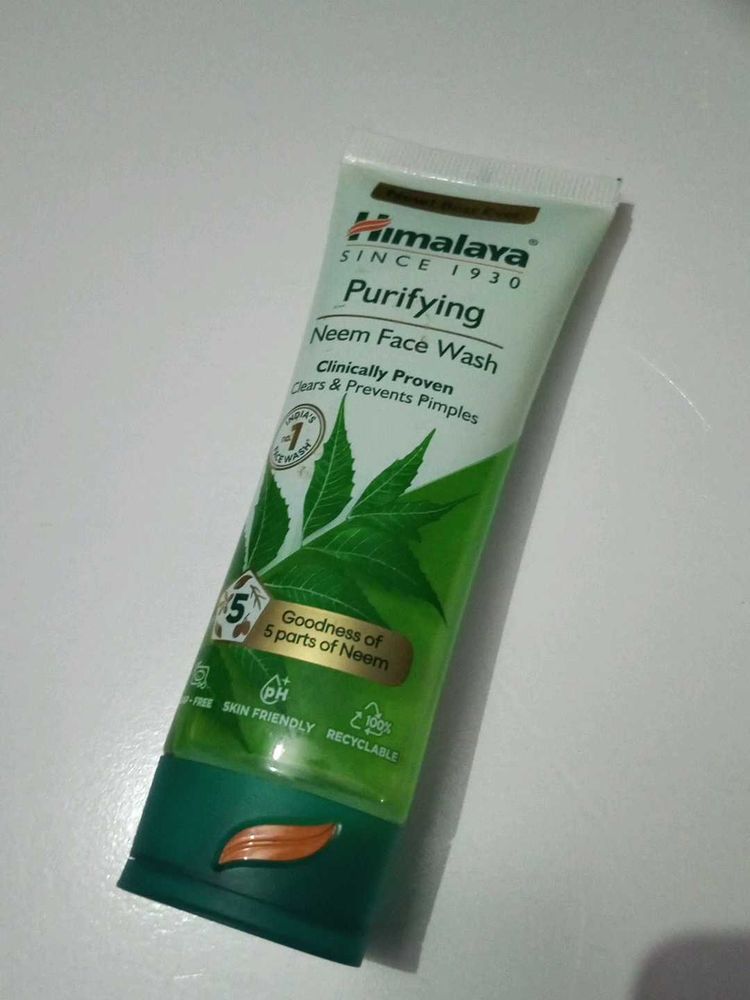 Himalaya®
SINCE 1930
Purifying
Neem Face Wash
Clinically Proven
Clears & Prevents Pimples
INDIA'S
no. 1
FACEWASH
5
Goodness of
5 parts of Neem
- FREE
pH
SKIN FRIENDLY
100%
RECYCLABLE